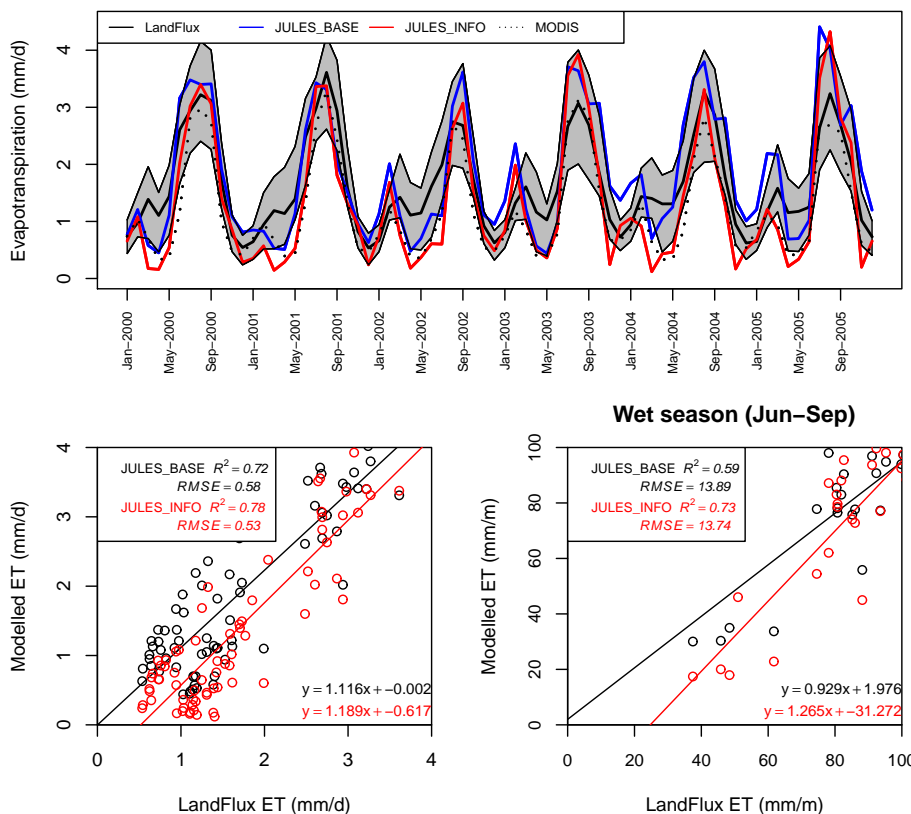 LandFlux JULES_BASE JULES_INFO MODIS
Evapotranspiration (mm/d)
4
3
2
1
0
Jan−2000
May−2000
Sep−2000
Jan−2001
May−2001
Sep−2001
Jan−2002
May−2002
Sep−2002
Jan−2003
May−2003
Sep−2003
Jan−2004
May−2004
Sep−2004
Jan−2005
May−2005
Sep−2005
JULES_BASE R² = 0.72
RMSE = 0.58
JULES_INFO R² = 0.78
RMSE = 0.53
Modelled ET (mm/d)
4
3
2
1
0
y = 1.116x + −0.002
y = 1.189x + −0.617
0 1 2 3 4
LandFlux ET (mm/d)
Wet season (Jun−Sep)
JULES_BASE R² = 0.59
RMSE = 13.89
JULES_INFO R² = 0.73
RMSE = 13.74
Modelled ET (mm/m)
100
80
60
40
20
0
y = 0.929x + 1.976
y = 1.265x + −31.272
0 20 40 60 80 100
LandFlux ET (mm/m)